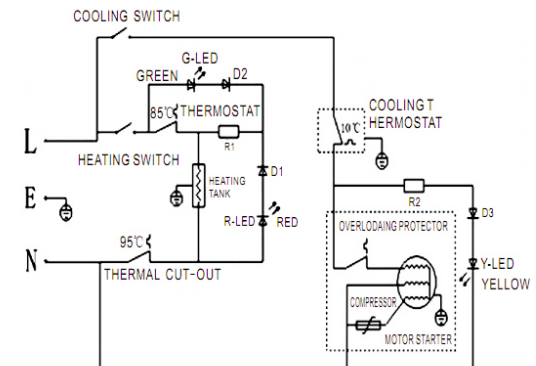 COOLING SWITCH
G-LED
GREEN
D2
85℃
THERMOSTAT
COOLING T
HERMOSTAT
10℃
L
R1
HEATING SWITCH
D1
HEATING
TANK
E
R2
R-LED
RED
D3
OVERLODAING PROTECTOR
95℃
N
THERMAL CUT-OUT
Y-LED
YELLOW
COMPRESSOR
MOTOR STARTER